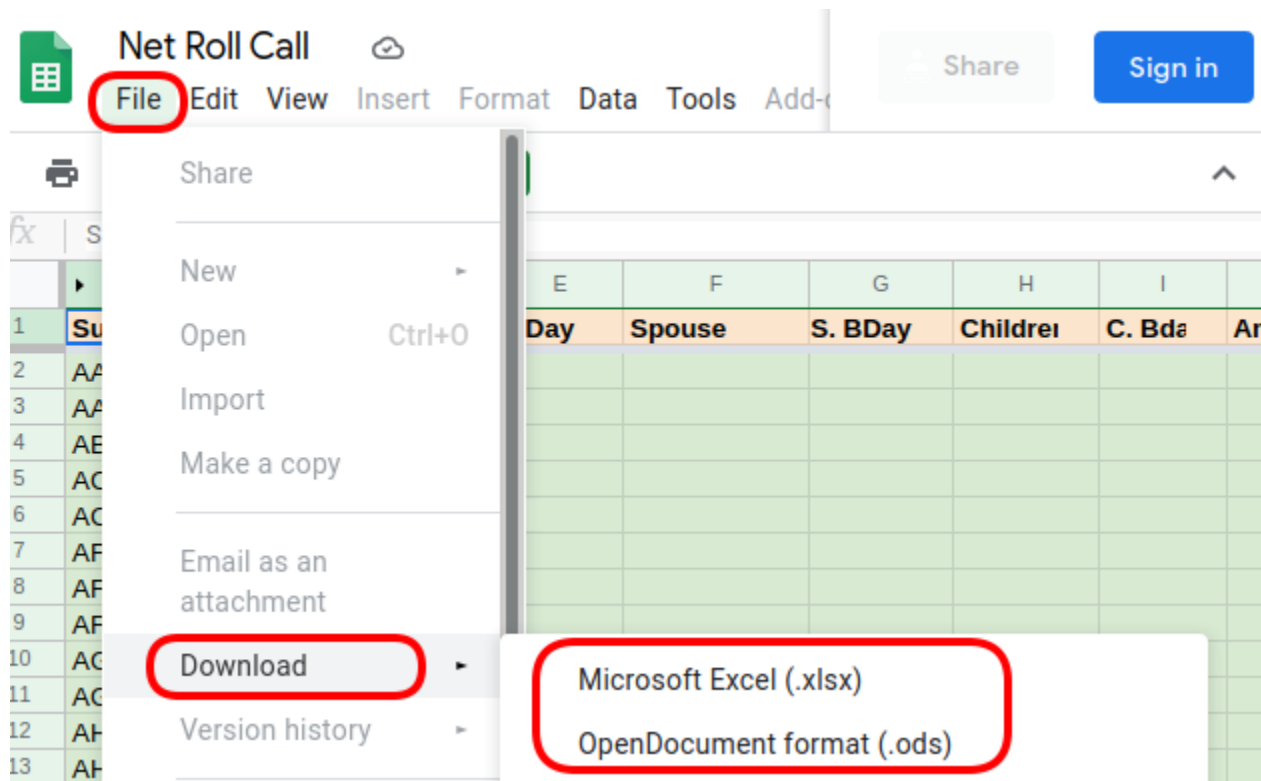 Net Roll Call
Share
Sign in
File Edit View Insert Format Data Tools
Share
fx
New
E F G H I
Open Ctrl+O
1 Day Spouse S. BDay C. Bda
2
Import
3
4
Make a copy
5
6
7
Email as an
attachment
8
9
10
Download
Microsoft Excel (.xlsx)
11
12
Version history
OpenDocument format (.ods)
13